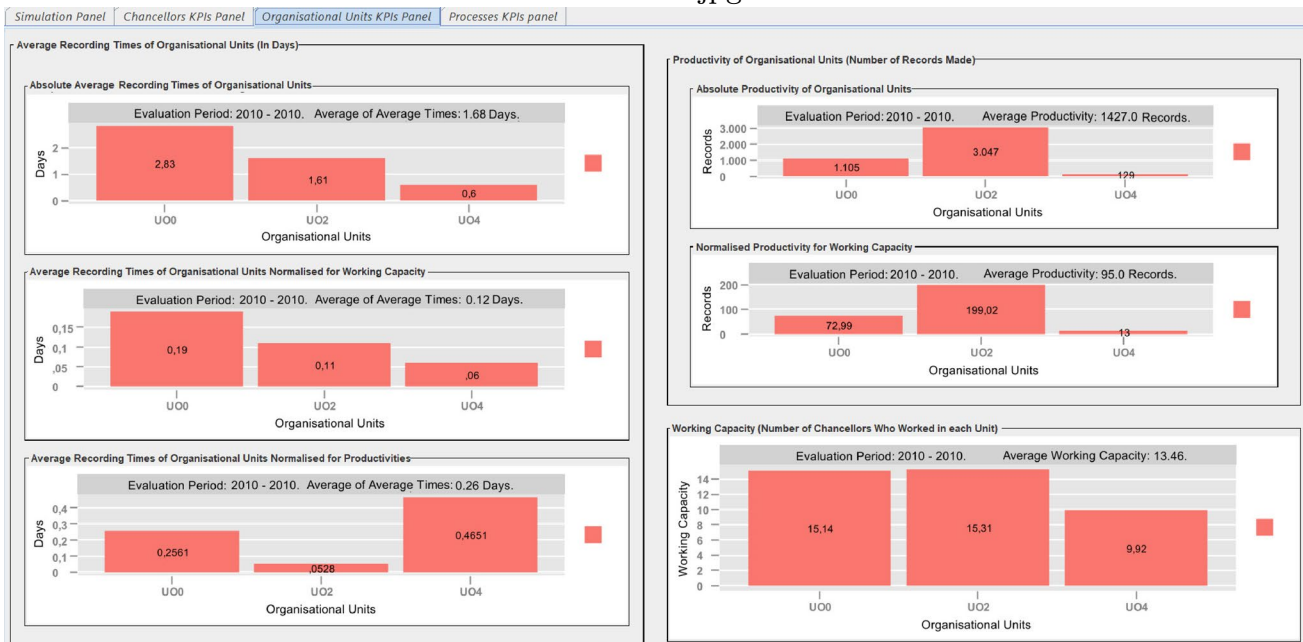 jpg
Simulation Panel Chancellors KPIs Panel Organisational Units KPIs Panel Processes KPIs panel
Average Recording Times of Organisational Units (In Days)
Absolute Average Recording Times of Organisational Units
Evaluation Period: 2010 - 2010. Average of Average Times: 1.68 Days.
Days
2
1
0
2,83
1,61
0,6
UO0 UO2 UO4
Organisational Units
Average Recording Times of Organisational Units Normalised for Working Capacity
Evaluation Period: 2010 - 2010. Average of Average Times: 0.12 Days.
Days
0,15
0,1
,05
0
0,19
0,11
,06
UO0 UO2 UO4
Organisational Units
Average Recording Times of Organisational Units Normalised for Productivities
Evaluation Period: 2010 - 2010. Average of Average Times: 0.26 Days.
Days
0,4
0,3
0,2
0,1
0
0,2561
,0528
0,4651
UO0 UO2 UO4
Organisational Units
Productivity of Organisational Units (Number of Records Made)
Absolute Productivity of Organisational Units
Evaluation Period: 2010 - 2010. Average Productivity: 1427.0 Records.
Records
3.000
2.000
1.000
0
1.105
3.047
129
UO0 UO2 UO4
Organisational Units
Normalised Productivity for Working Capacity
Evaluation Period: 2010 - 2010. Average Productivity: 95.0 Records.
Records
200
100
0
72,99
199,02
13
UO0 UO2 UO4
Organisational Units
Working Capacity (Number of Chancellors Who Worked in each Unit)
Evaluation Period: 2010 - 2010. Average Working Capacity: 13.46.
Working Capacity
14
12
10
8
6
4
2
0
15,14
15,31
9,92
UO0 UO2 UO4
Organisational Units